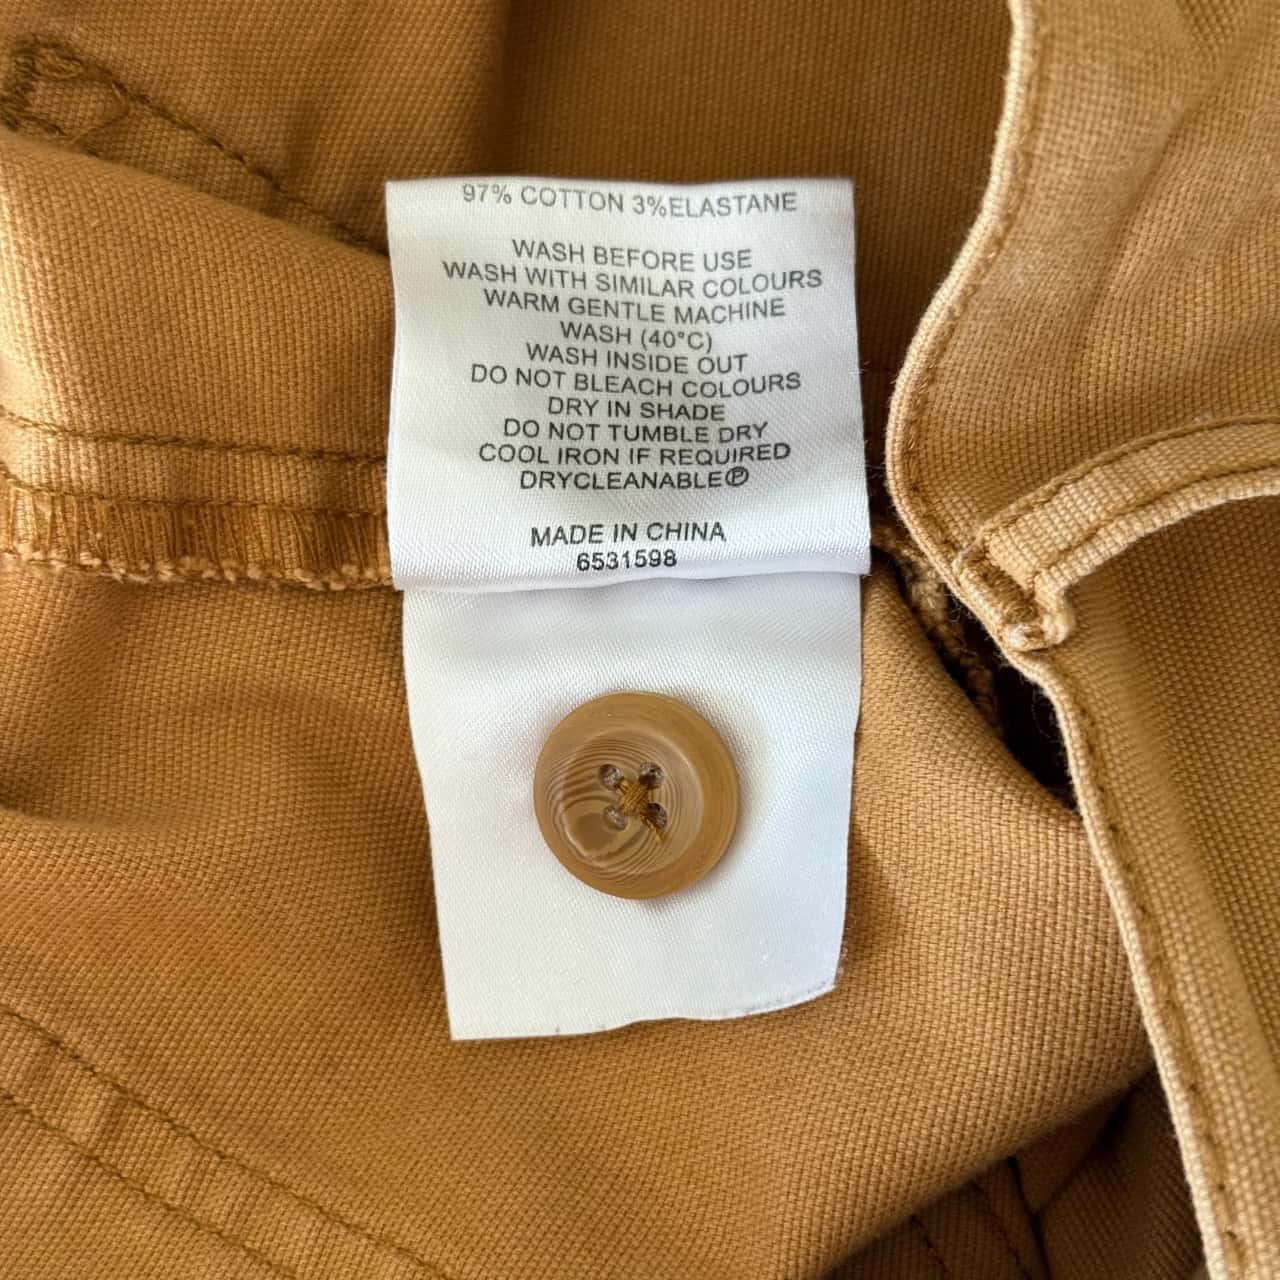 97% COTTON 3%ELASTANE
WASH BEFORE USE
WASH WITH SIMILAR COLOURS
WARM GENTLE MACHINE
WASH (40°C)
WASH INSIDE OUT
DO NOT BLEACH COLOURS
DRY IN SHADE
DO NOT TUMBLE DRY
COOL IRON IF REQUIRED
DRYCLEANABLEⓅ
MADE IN CHINA
6531598